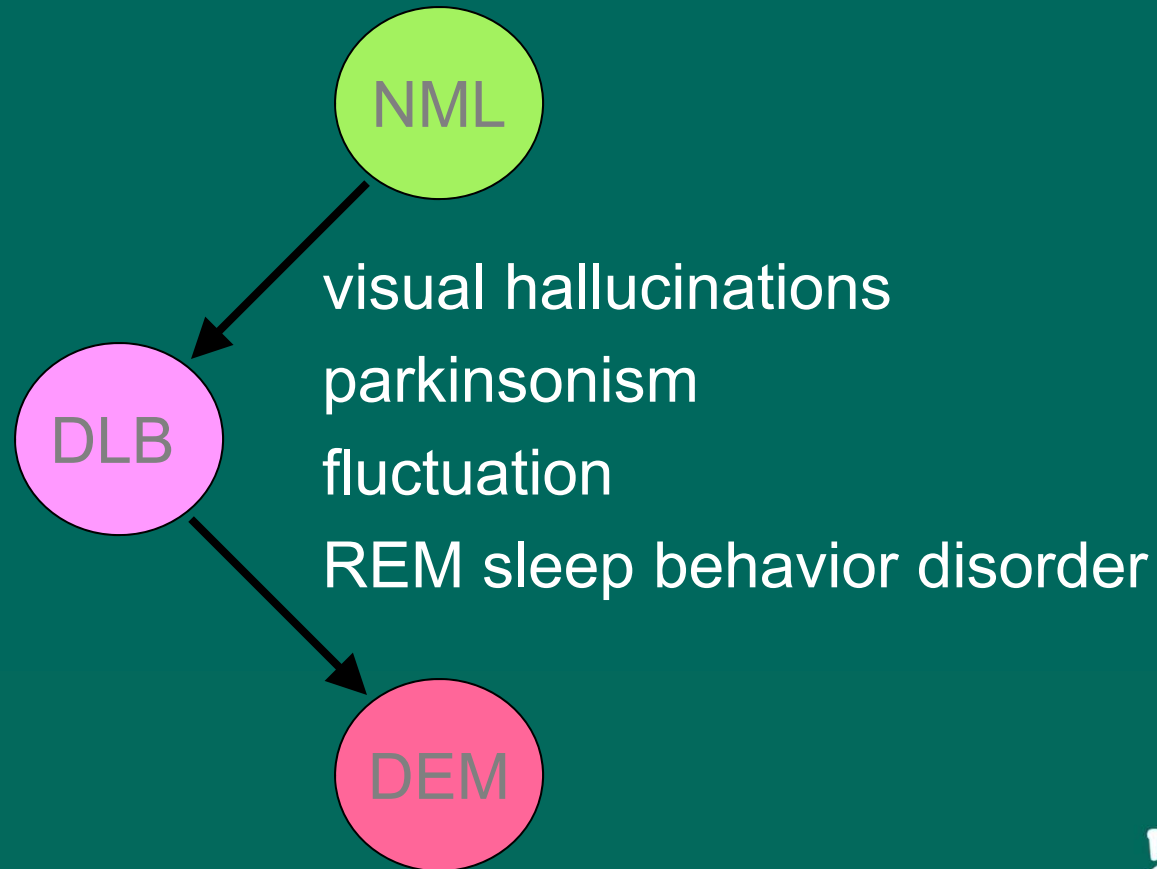 NML
visual hallucinations
parkinsonism
DLB
fluctuation
REM sleep behavior disorder
DEM